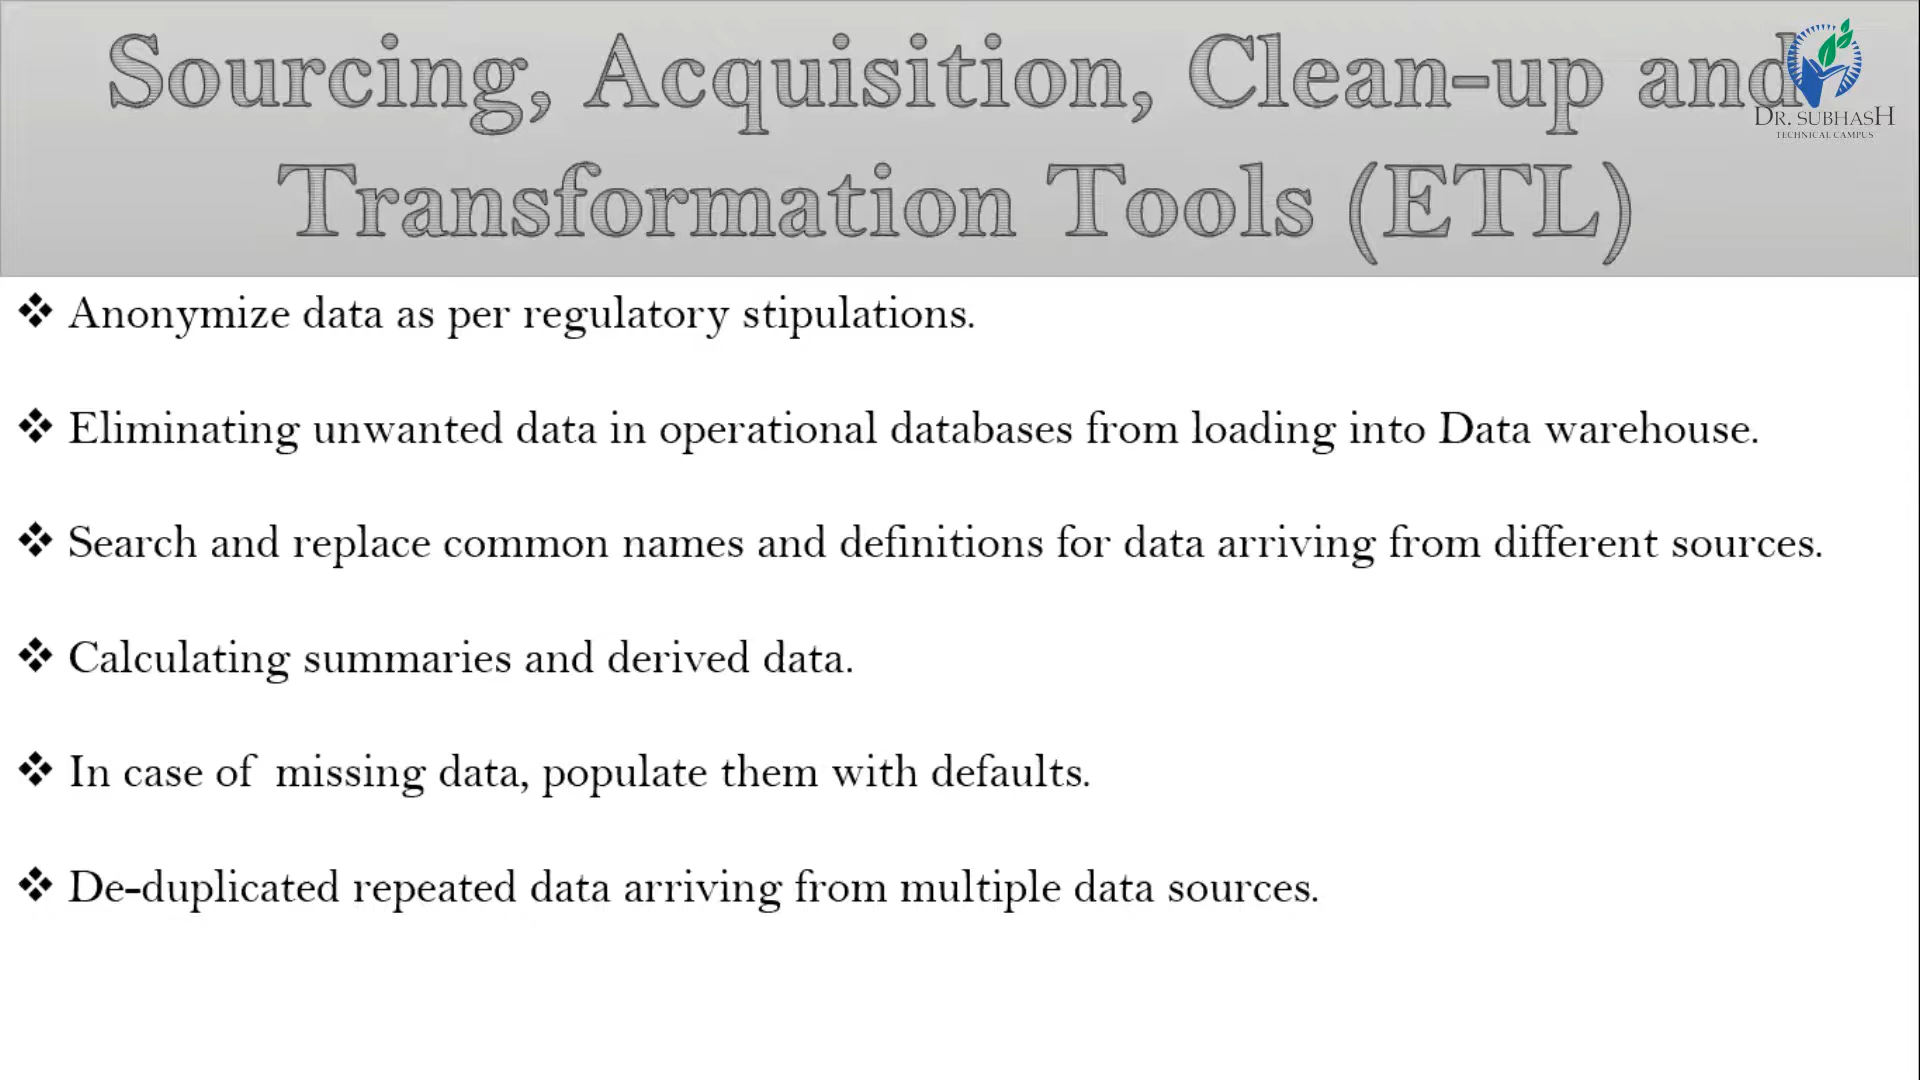 Sourcing, Acquisition, Clean-up and
Transformation Tools (ETL)
DR. SUBHASH
TECHNICAL CAMPUS
❖ Anonymize data as per regulatory stipulations.
❖ Eliminating unwanted data in operational databases from loading into Data warehouse.
❖ Search and replace common names and definitions for data arriving from different sources.
❖ Calculating summaries and derived data.
❖ In case of missing data, populate them with defaults.
❖ De-duplicated repeated data arriving from multiple data sources.